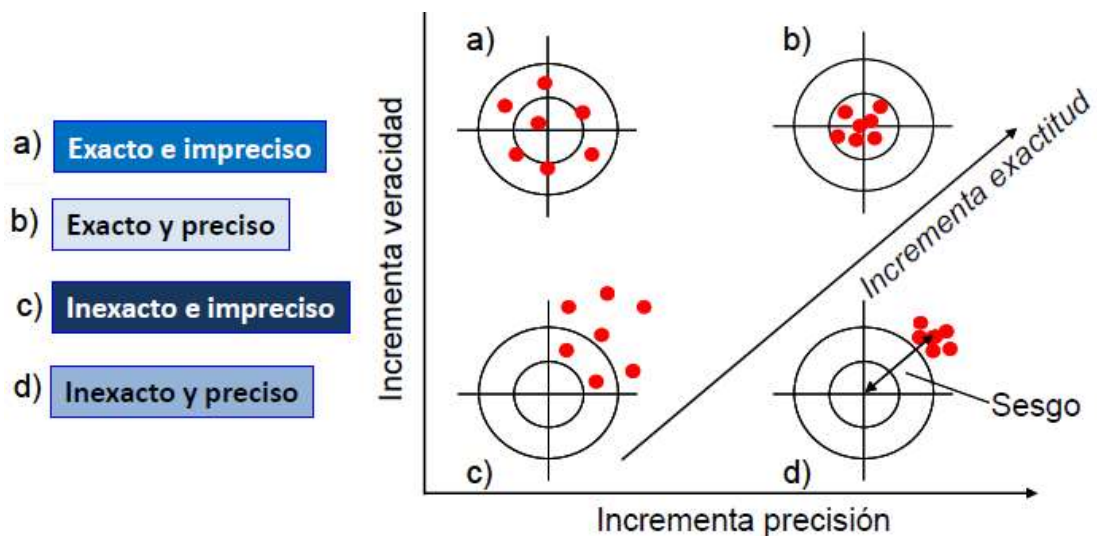 a) Exacto e impreciso
b) Exacto y preciso
c) Inexacto e impreciso
d) Inexacto y preciso
Incrementa veracidad
a)
b)
Incrementa exactitud
Sesgo
c)
d)
Incrementa precisión